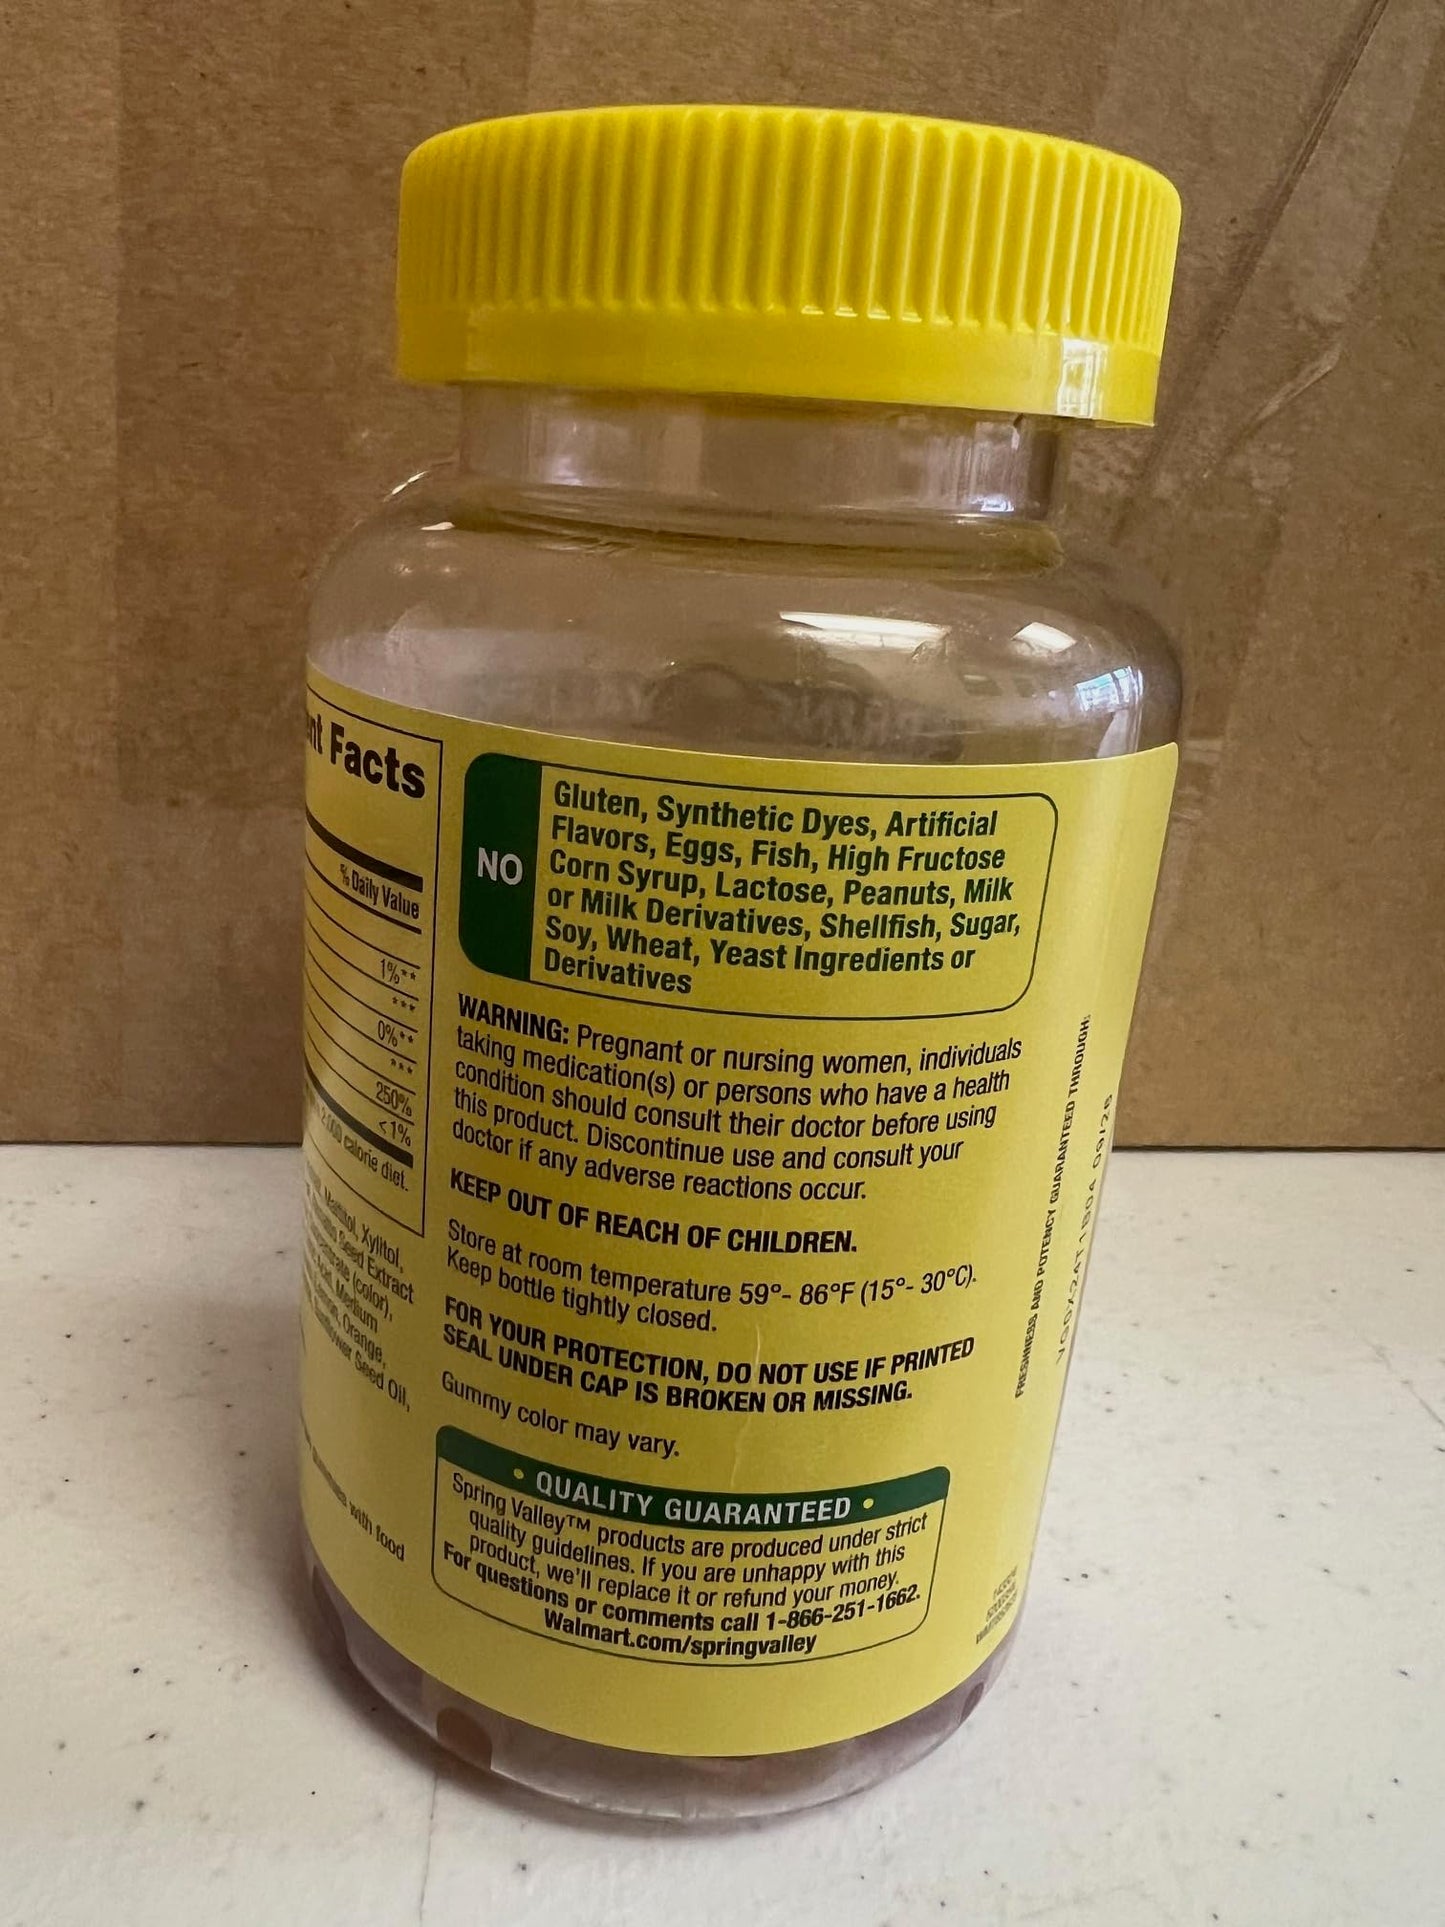 nt Facts
% Daily Value
1%**
***
0%**
***
250%
<1%
2,000 calorie diet.
Maltitol, Xylitol,
Seed Extract
(color),
Acid, Medium
Lemon, Orange,
Sunflower Seed Oil,
with food
NO
Gluten, Synthetic Dyes, Artificial
Flavors, Eggs, Fish, High Fructose
Corn Syrup, Lactose, Peanuts, Milk
or Milk Derivatives, Shellfish, Sugar,
Soy, Wheat, Yeast Ingredients or
Derivatives
WARNING: Pregnant or nursing women, individuals
taking medication(s) or persons who have a health
condition should consult their doctor before using
this product. Discontinue use and consult your
doctor if any adverse reactions occur.
KEEP OUT OF REACH OF CHILDREN.
Store at room temperature 59°- 86°F (15°- 30°C).
Keep bottle tightly closed.
FOR YOUR PROTECTION, DO NOT USE IF PRINTED
SEAL UNDER CAP IS BROKEN OR MISSING.
Gummy color may vary.
• QUALITY GUARANTEED •
Spring Valley™ products are produced under strict
quality guidelines. If you are unhappy with this
product, we'll replace it or refund your money.
For questions or comments call 1-866-251-1662.
Walmart.com/springvalley
FRESHNESS AND POTENCY GUARANTEED THROUGH:
09/26